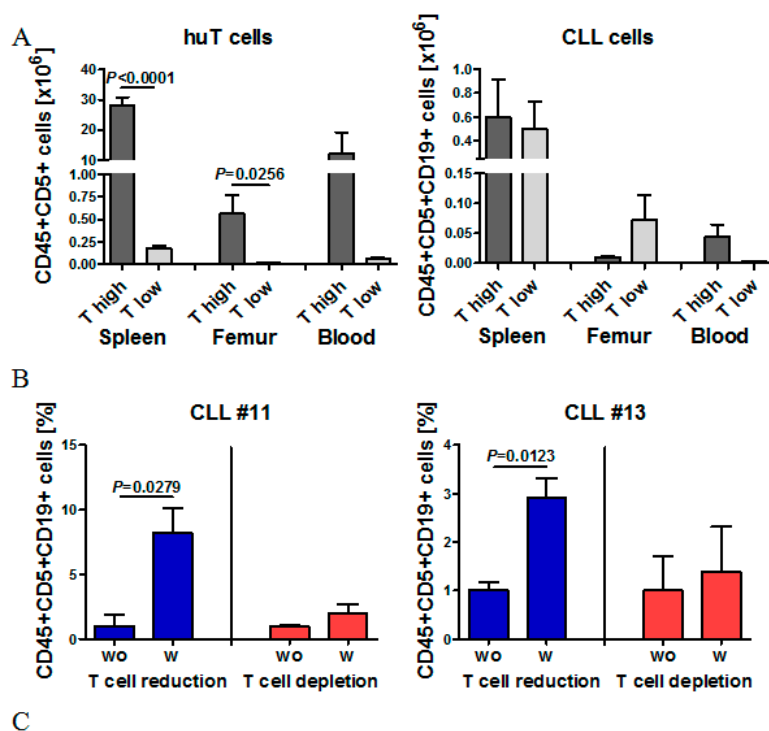 A
huT cells
CD45+CD5+ cells [x10⁶]
40
30
20
10
1.00
0.75
0.50
0.25
0.00
P<0.0001
P=0.0256
T high
T low
T high
T low
T high
T low
Spleen
Femur
Blood
CLL cells
CD45+CD5+CD19+ cells [x10⁶]
1.0
0.8
0.6
0.4
0.15
0.10
0.05
0.00
T high
T low
T high
T low
T high
T low
Spleen
Femur
Blood
B
CLL #11
CD45+CD5+CD19+ cells [%]
15
10
5
0
P=0.0279
wo
w
wo
w
T cell reduction
T cell depletion
CLL #13
CD45+CD5+CD19+ cells [%]
4
3
2
1
0
P=0.0123
wo
w
wo
w
T cell reduction
T cell depletion
C